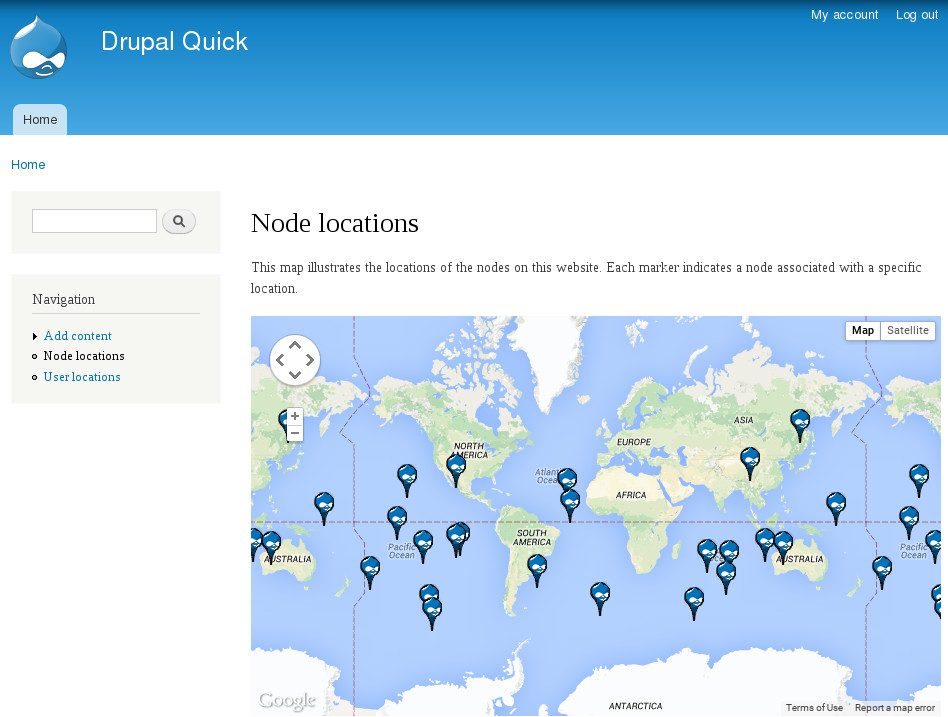 My account Log out
Drupal Quick
Home
Home
Node locations
This map illustrates the locations of the nodes on this website. Each marker indicates a node associated with a specific
location.
Navigation
Add content
Node locations
User locations
Map Satellite
+
−
ASIA
NORTH
AMERICA
EUROPE
Atlantic
Ocean
AFRICA
SOUTH
AMERICA
Pacific
Ocean
AUSTRALIA
AUSTRALIA
Pacific
Ocean
Google
ANTARCTICA
Terms of Use Report a map error